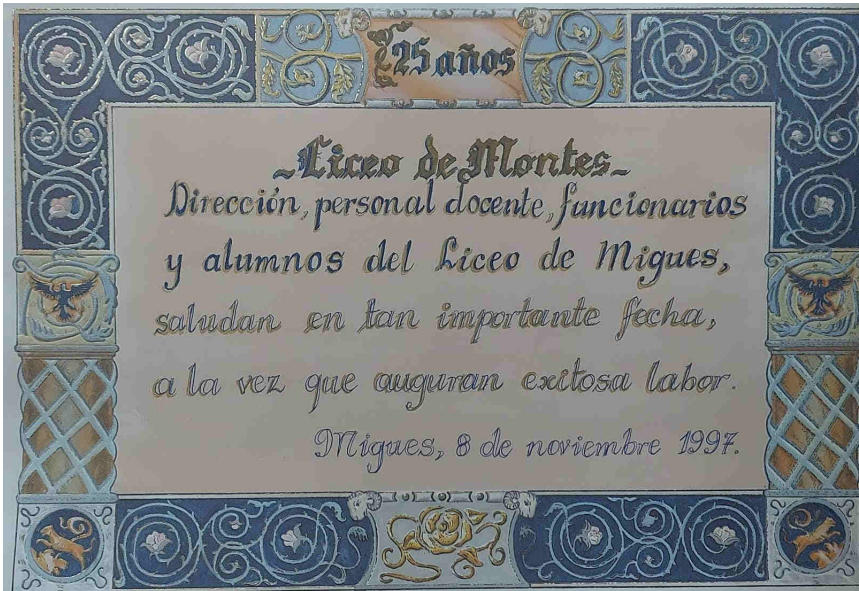 25 años
-Liceo de Montes-
Dirección, personal docente, funcionarios
y alumnos del Liceo de Migues,
saludan en tan importante fecha,
a la vez que auguran exitosa labor.
Migues, 8 de noviembre 1997.